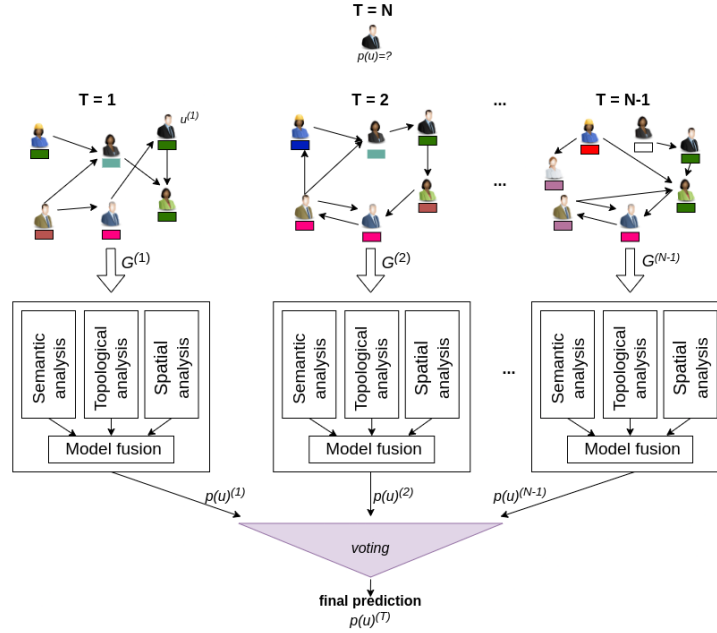 T = N
p(u)=?
T = 1
T = 2
...
T = N-1
u(1)
...
G(1)
G(2)
G(N-1)
Semantic
analysis
Topological
analysis
Spatial
analysis
Model fusion
Semantic
analysis
Topological
analysis
Spatial
analysis
Model fusion
...
Semantic
analysis
Topological
analysis
Spatial
analysis
Model fusion
p(u)(1)
p(u)(2)
p(u)(N-1)
voting
final prediction
p(u)(T)